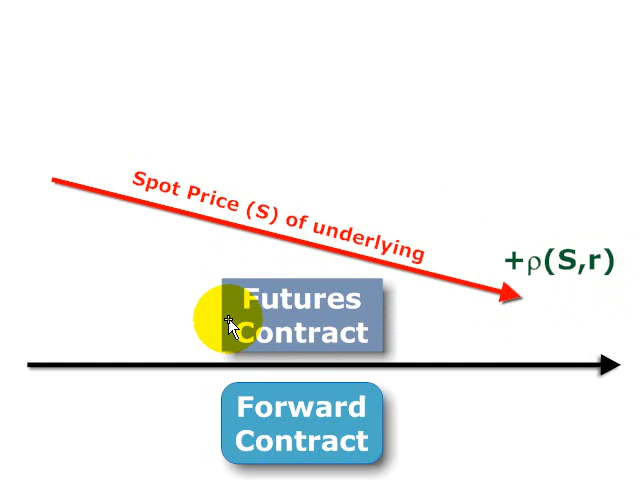 Spot Price (S) of underlying
+ρ(S,r)
Futures
Contract
Forward
Contract